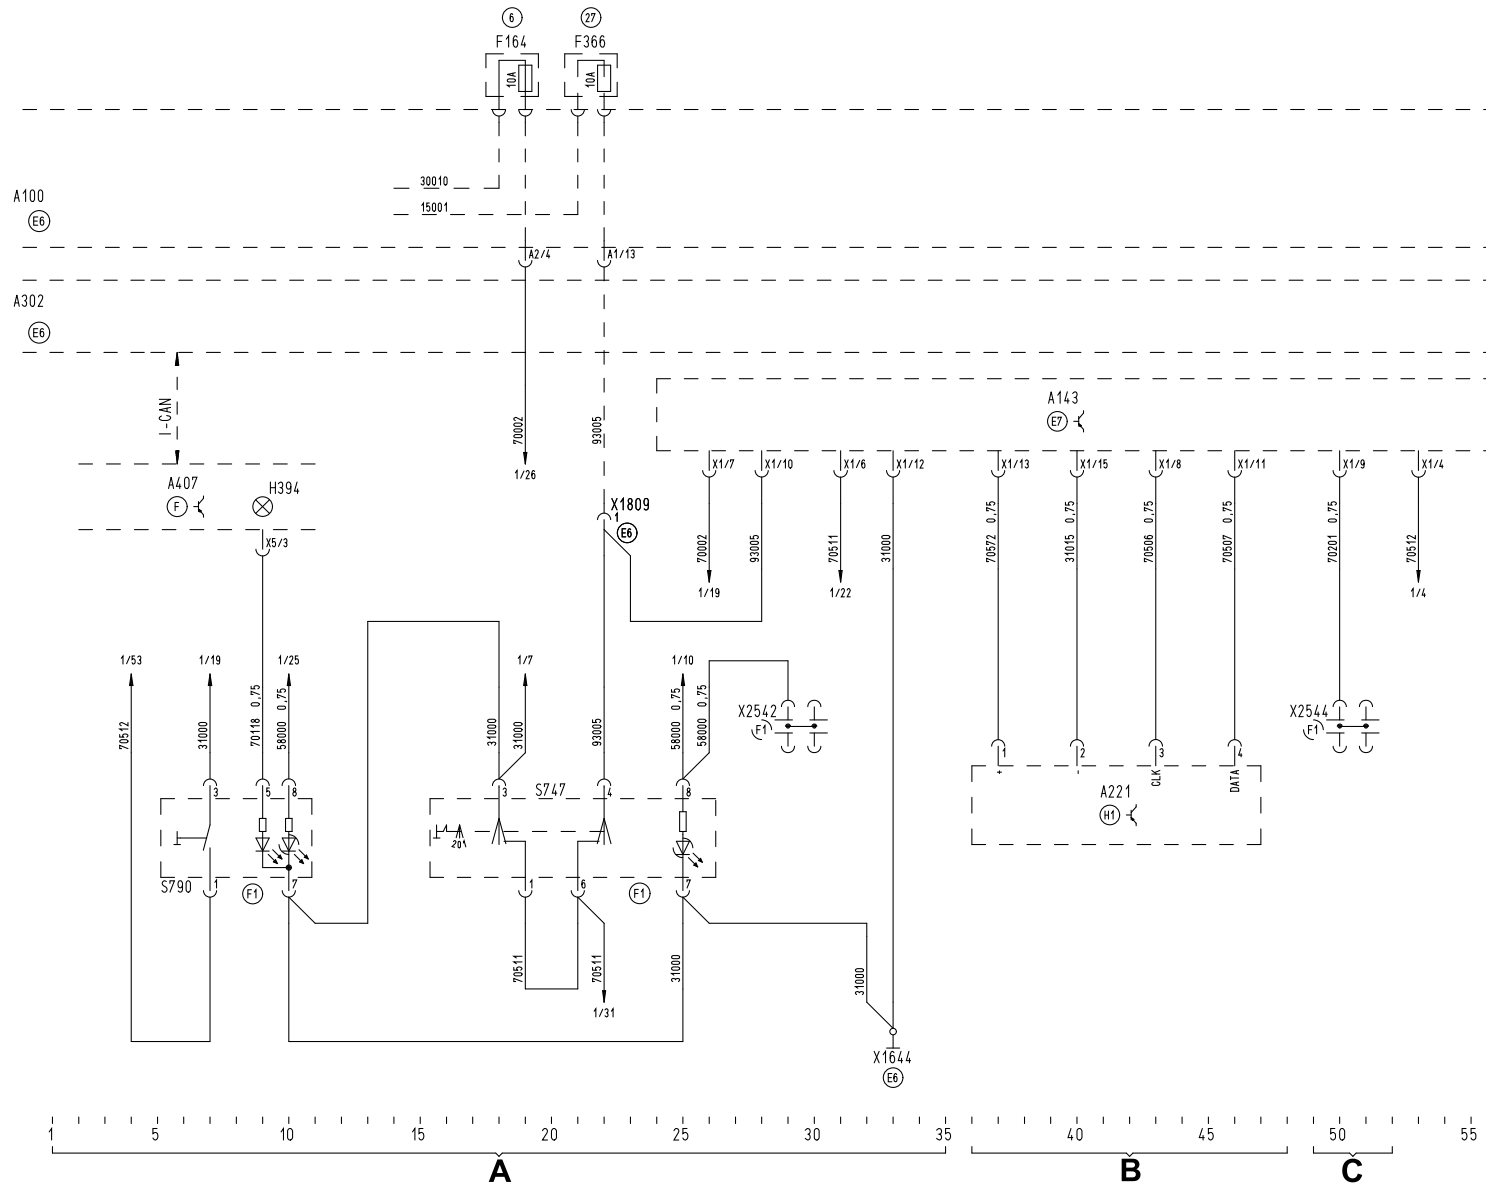 6 27
F164 F366
10A 10A
30010
15001
A100
E6
A2/4 A1/13
A302
E6
I-CAN
70002 93005
1/26
A143
E7
X1/7 X1/10 X1/6 X1/12 X1/13 X1/15 X1/8 X1/11 X1/9 X1/4
A407 H394
F
X5/3
X1809
1
E6
70002 93005 70511 31000 70572 0,75 31015 0,75 70506 0,75 70507 0,75 70201 0,75 70512
1/19 1/22 1/4
1/53 1/19 1/25 1/7 1/10
70512 31000 70118 0,75 58000 0,75 31000 31000 93005 58000 0,75 58000 0,75
X2542
F1
X2544
F1
1 2 3 4
+ - CLK DATA
A221
H1
3 5 8 3 S747 4 8
20°
S790 1 F1 7 1 6 F1 7
70511 70511 31000 31000
1/31
X1644
E6
1 5 10 15 20 25 30 35 40 45 50 55
A B C